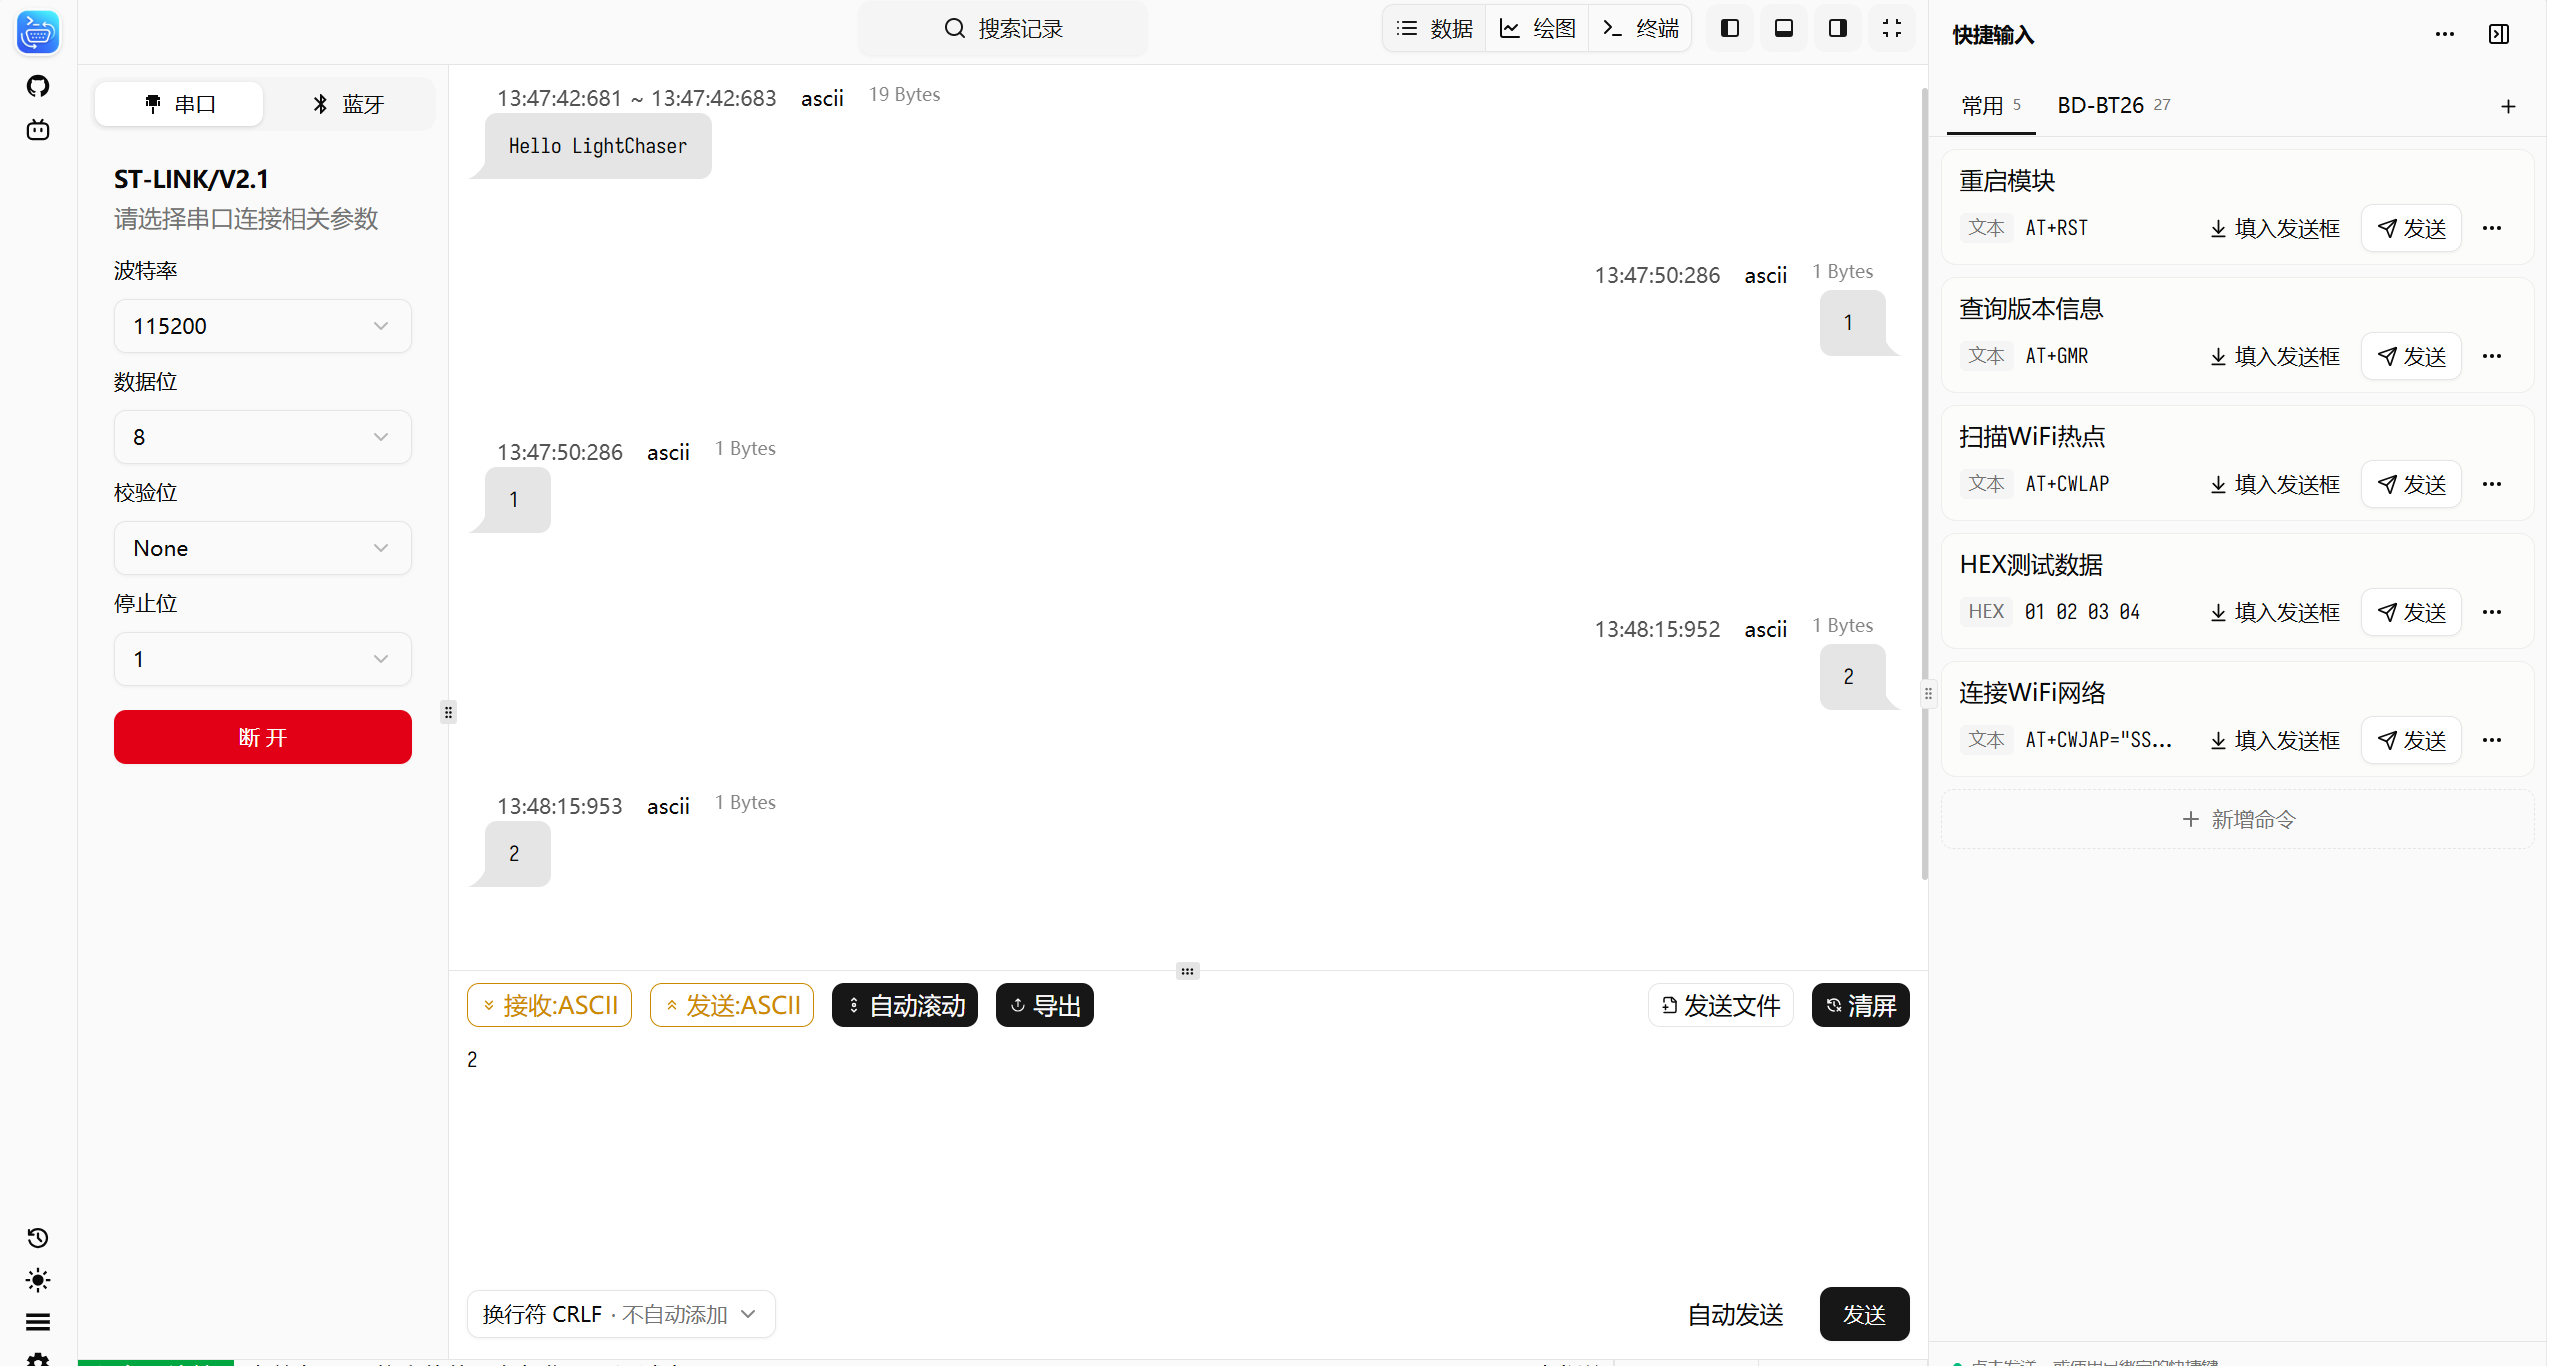 搜索记录
数据 绘图 终端
串口 蓝牙
ST-LINK/V2.1
请选择串口连接相关参数
波特率
115200
数据位
8
校验位
None
停止位
1
断 开
13:47:42:681 ~ 13:47:42:683 ascii 19 Bytes
Hello LightChaser
13:47:50:286 ascii 1 Bytes
1
13:47:50:286 ascii 1 Bytes
1
13:48:15:952 ascii 1 Bytes
2
13:48:15:953 ascii 1 Bytes
2
接收:ASCII 发送:ASCII 自动滚动 导出 发送文件 清屏
2
换行符 CRLF · 不自动添加 自动发送 发送
快捷输入
常用 5 BD-BT26 27
重启模块
文本 AT+RST 填入发送框 发送
查询版本信息
文本 AT+GMR 填入发送框 发送
扫描WiFi热点
文本 AT+CWLAP 填入发送框 发送
HEX测试数据
HEX 01 02 03 04 填入发送框 发送
连接WiFi网络
文本 AT+CWJAP="SS... 填入发送框 发送
新增命令